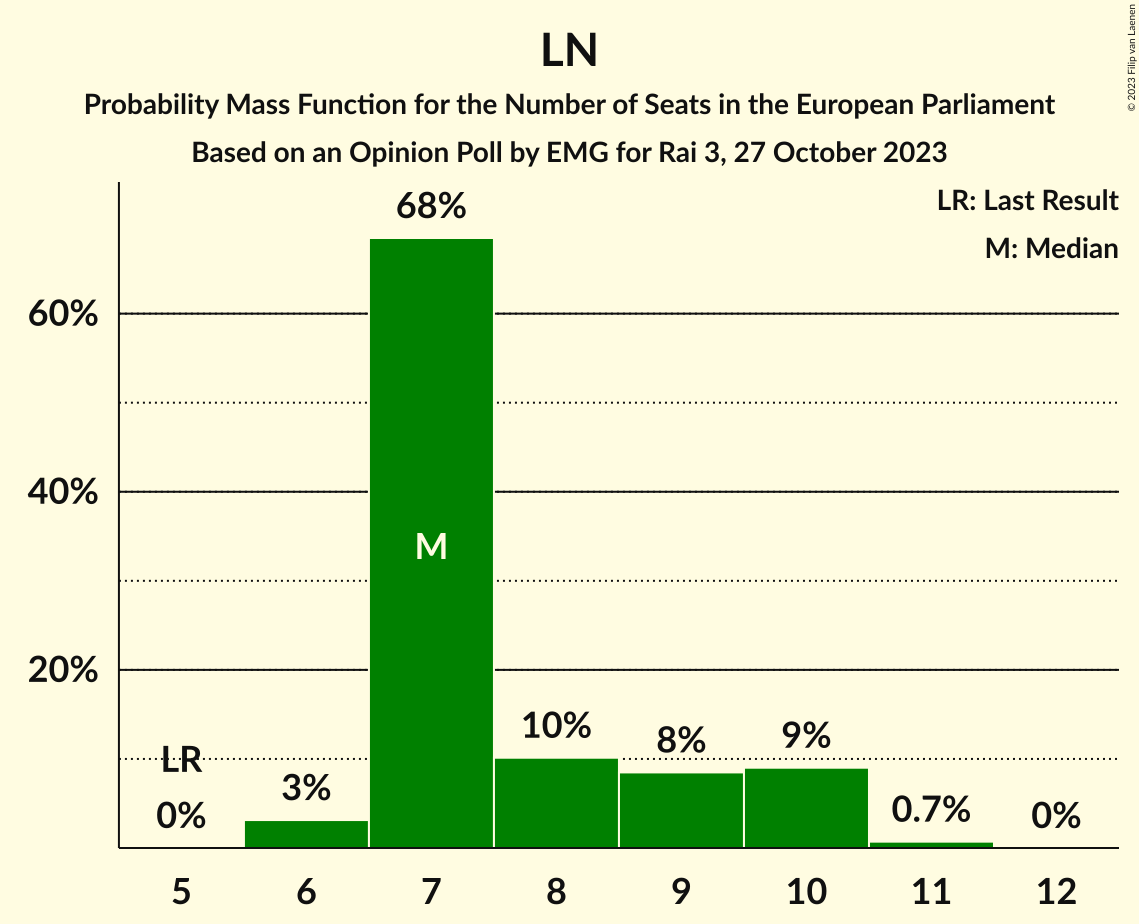 LN
Probability Mass Function for the Number of Seats in the European Parliament
Based on an Opinion Poll by EMG for Rai 3, 27 October 2023
© 2023 Filip van Laenen
LR: Last Result
M: Median
68%
60%
40%
M
20%
10%
8%
9%
LR
3%
0%
0.7%
0%
5 6 7 8 9 10 11 12